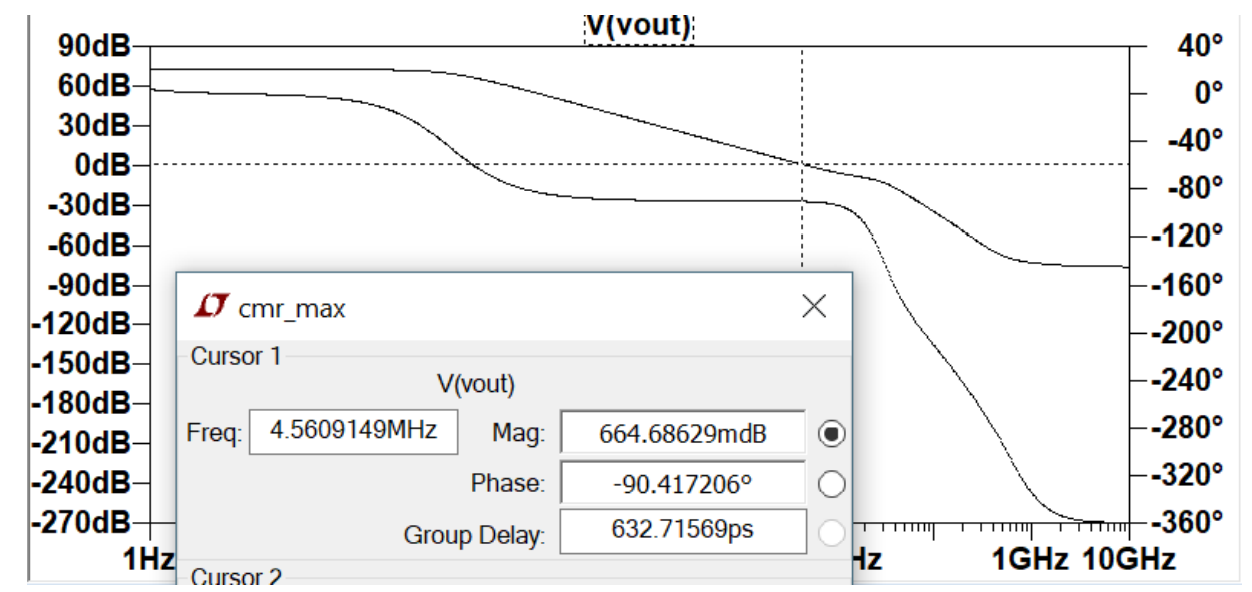 V(vout)
90dB
60dB
30dB
0dB
-30dB
-60dB
-90dB
-120dB
-150dB
-180dB
-210dB
-240dB
-270dB
40°
0°
-40°
-80°
-120°
-160°
-200°
-240°
-280°
-320°
-360°
cmr_max
Cursor 1
V(vout)
Freq: 4.5609149MHz Mag: 664.68629mdB
Phase: -90.417206°
Group Delay: 632.71569ps
Cursor 2
1Hz Hz 1GHz 10GHz